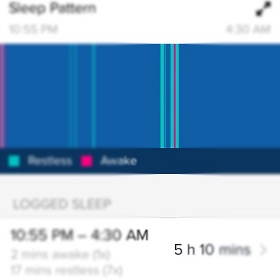 Sleep Pattern
10:55 PM 4:30 AM
Restless Awake
LOGGED SLEEP
10:55 PM – 4:30 AM
5 h 10 mins
2 mins awake (1x)
17 mins restless (7x)